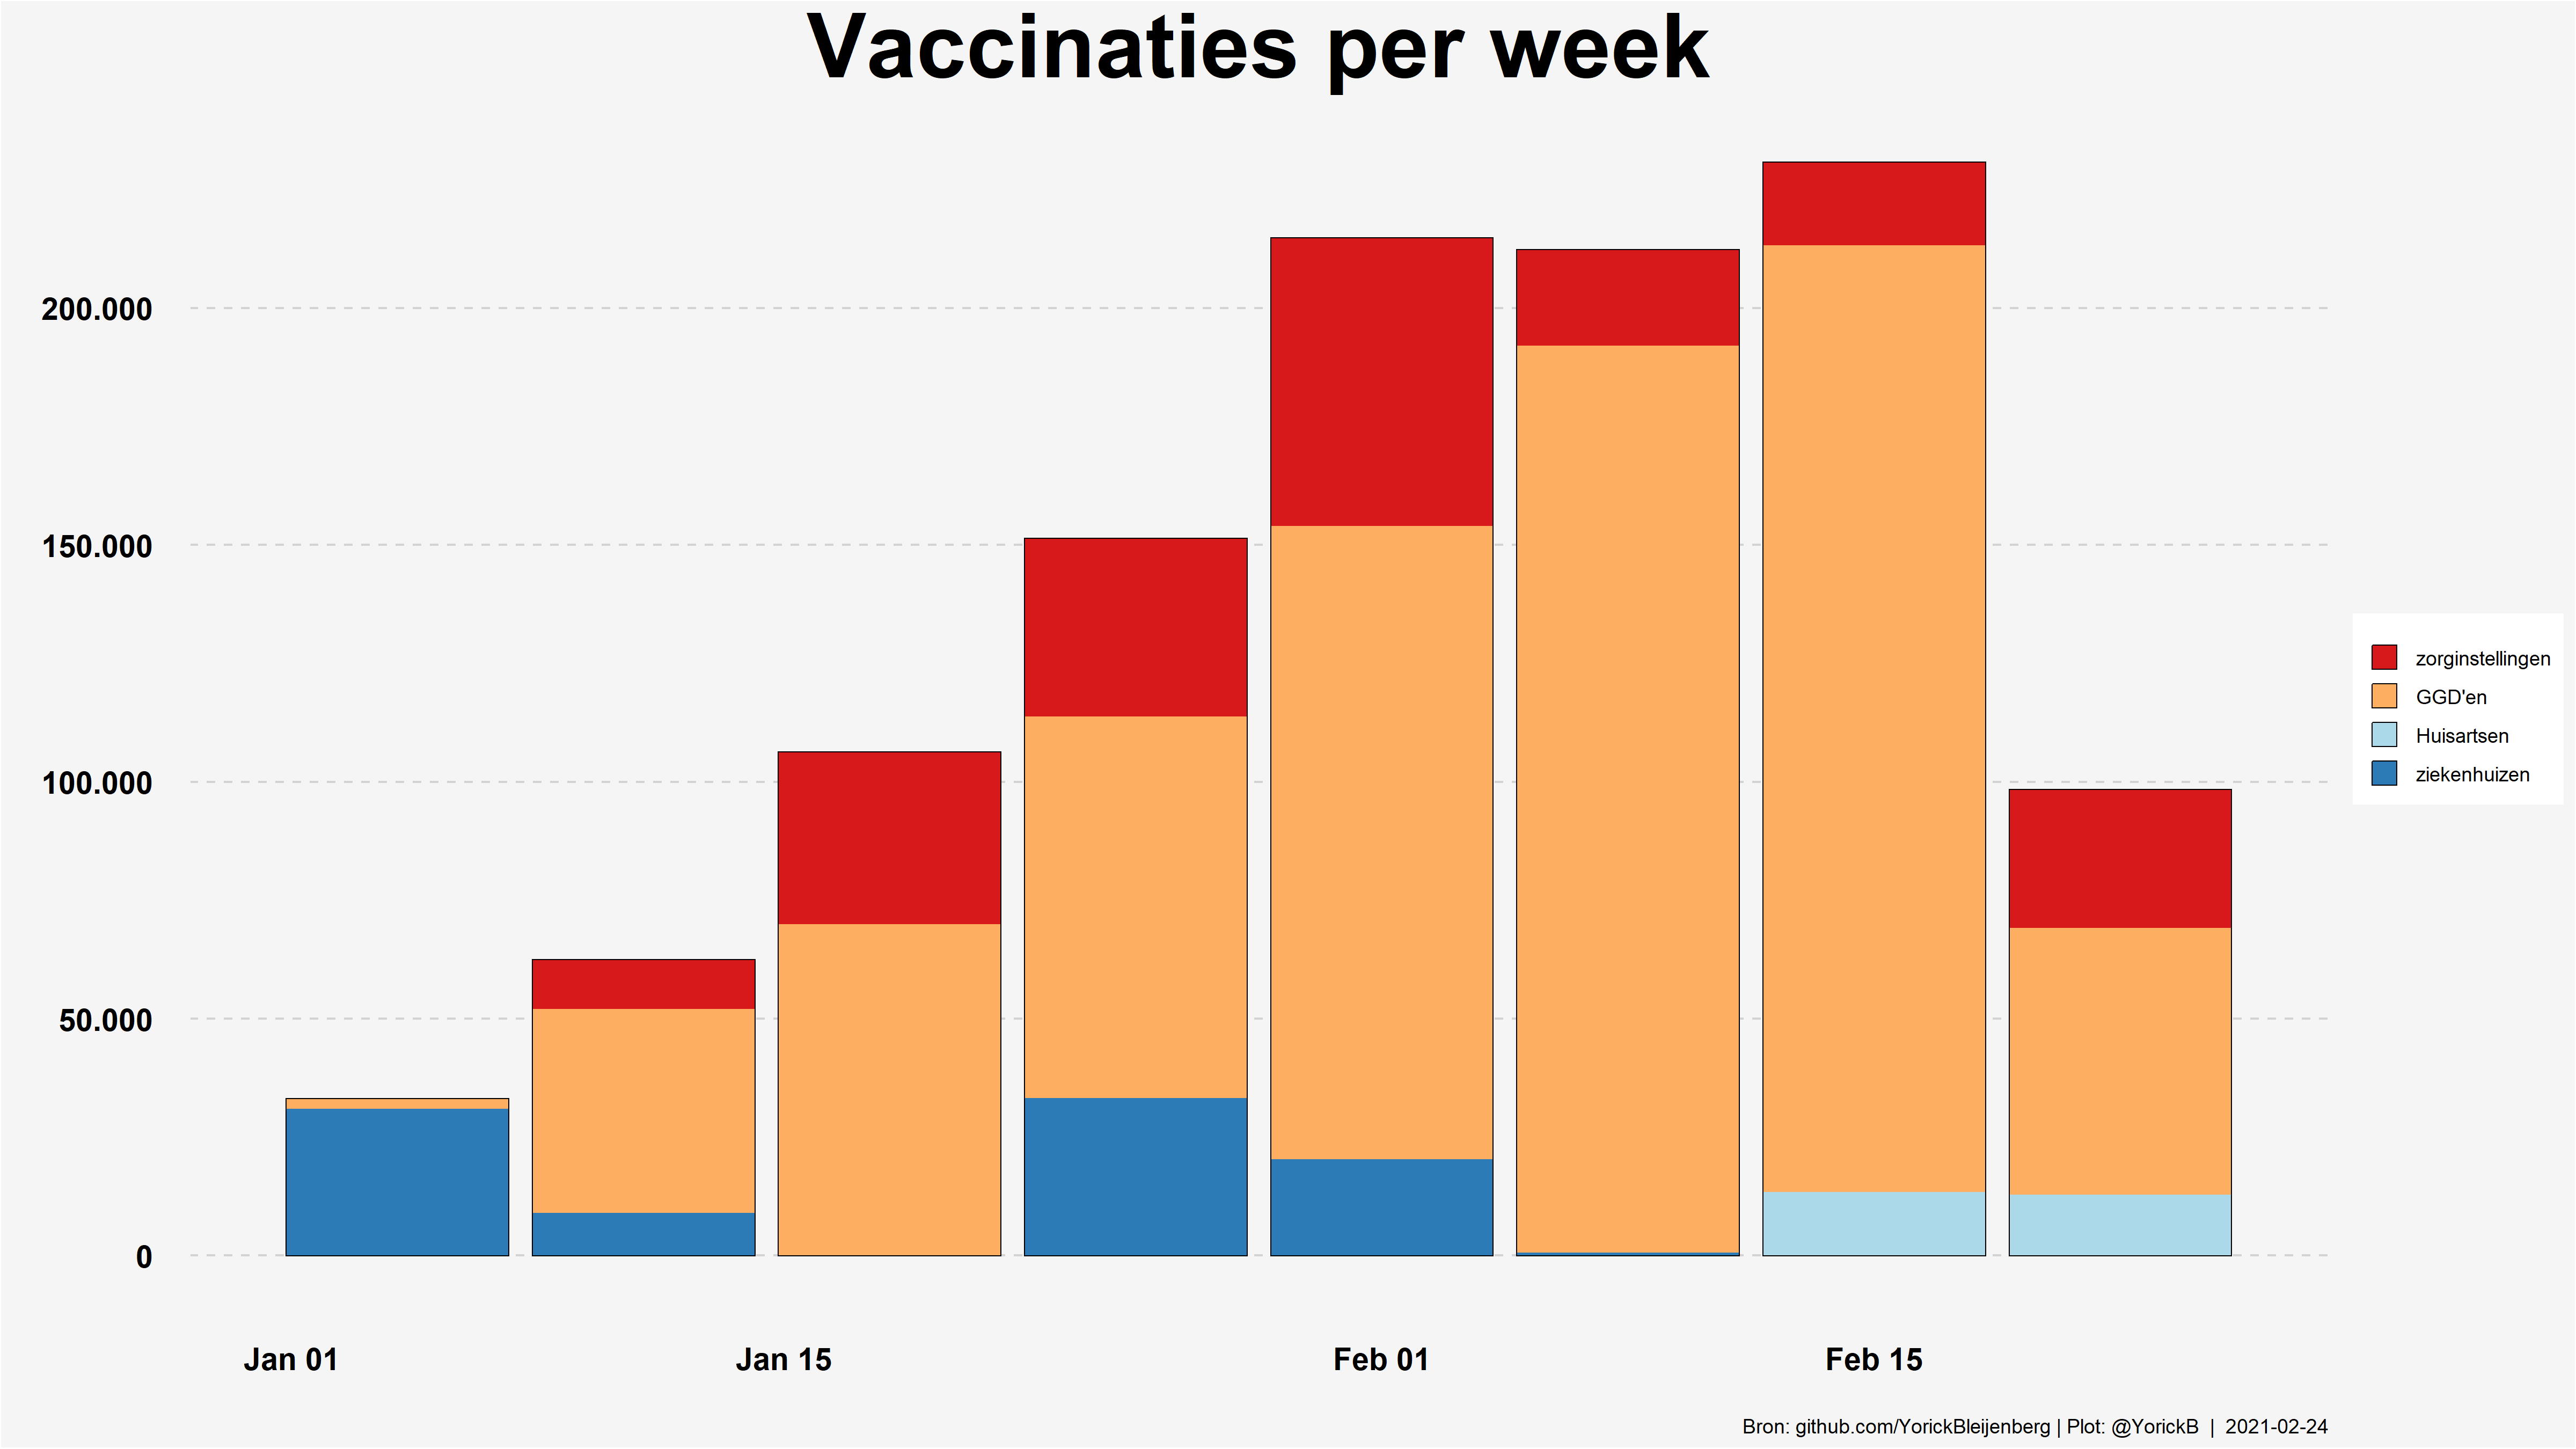 Vaccinaties per week
200.000
150.000
100.000
50.000
0
Jan 01
Jan 15
Feb 01
Feb 15
zorginstellingen
GGD'en
Huisartsen
ziekenhuizen
Bron: github.com/YorickBleijenberg | Plot: @YorickB | 2021-02-24